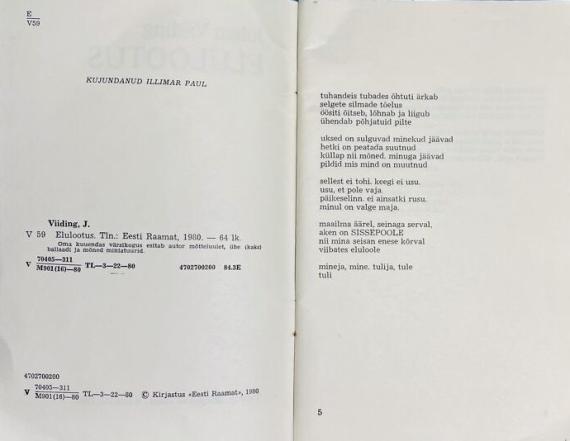 E
V59
KUJUNDANUD ILLIMAR PAUL
Viiding, J.
V 59 Elulootus. Tln.: Eesti Raamat, 1980. — 64 lk.
Oma kuuendas värsikogus esitab autor mõtteluulet, ühe (kaks)
ballaadi ja mõned miniatuurid.
70405—311
V M901(16)—80 TL—3—22—80 4702700200 84.3E
4702700200
70405—311
V M901(16)—80 TL—3—22—80 © Kirjastus «Eesti Raamat», 1980
tuhandeis tubades õhtuti ärkab
selgete silmade tõelus
öösiti õitseb, lõhnab ja liigub
ühendab põhjatuid pilte
uksed on sulguvad minekud jäävad
hetki on peatada suutnud
küllap nii mõned. minuga jäävad
pildid mis mind on muutnud
sellest ei tohi. keegi ei usu.
usu, et pole vaja.
päikeselinn. ei ainsatki rusu.
minul on valge maja.
maailma äärel, seinaga serval,
aken on SISSEPOOLE
nii mina seisan enese kõrval
viibates eluloole
mineja, mine. tulija, tule
tuli
5